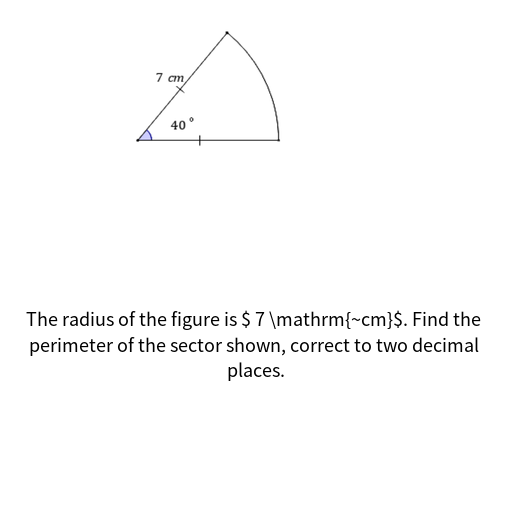 7 cm
40°
The radius of the figure is $ 7 \mathrm{~cm}$. Find the
perimeter of the sector shown, correct to two decimal
places.